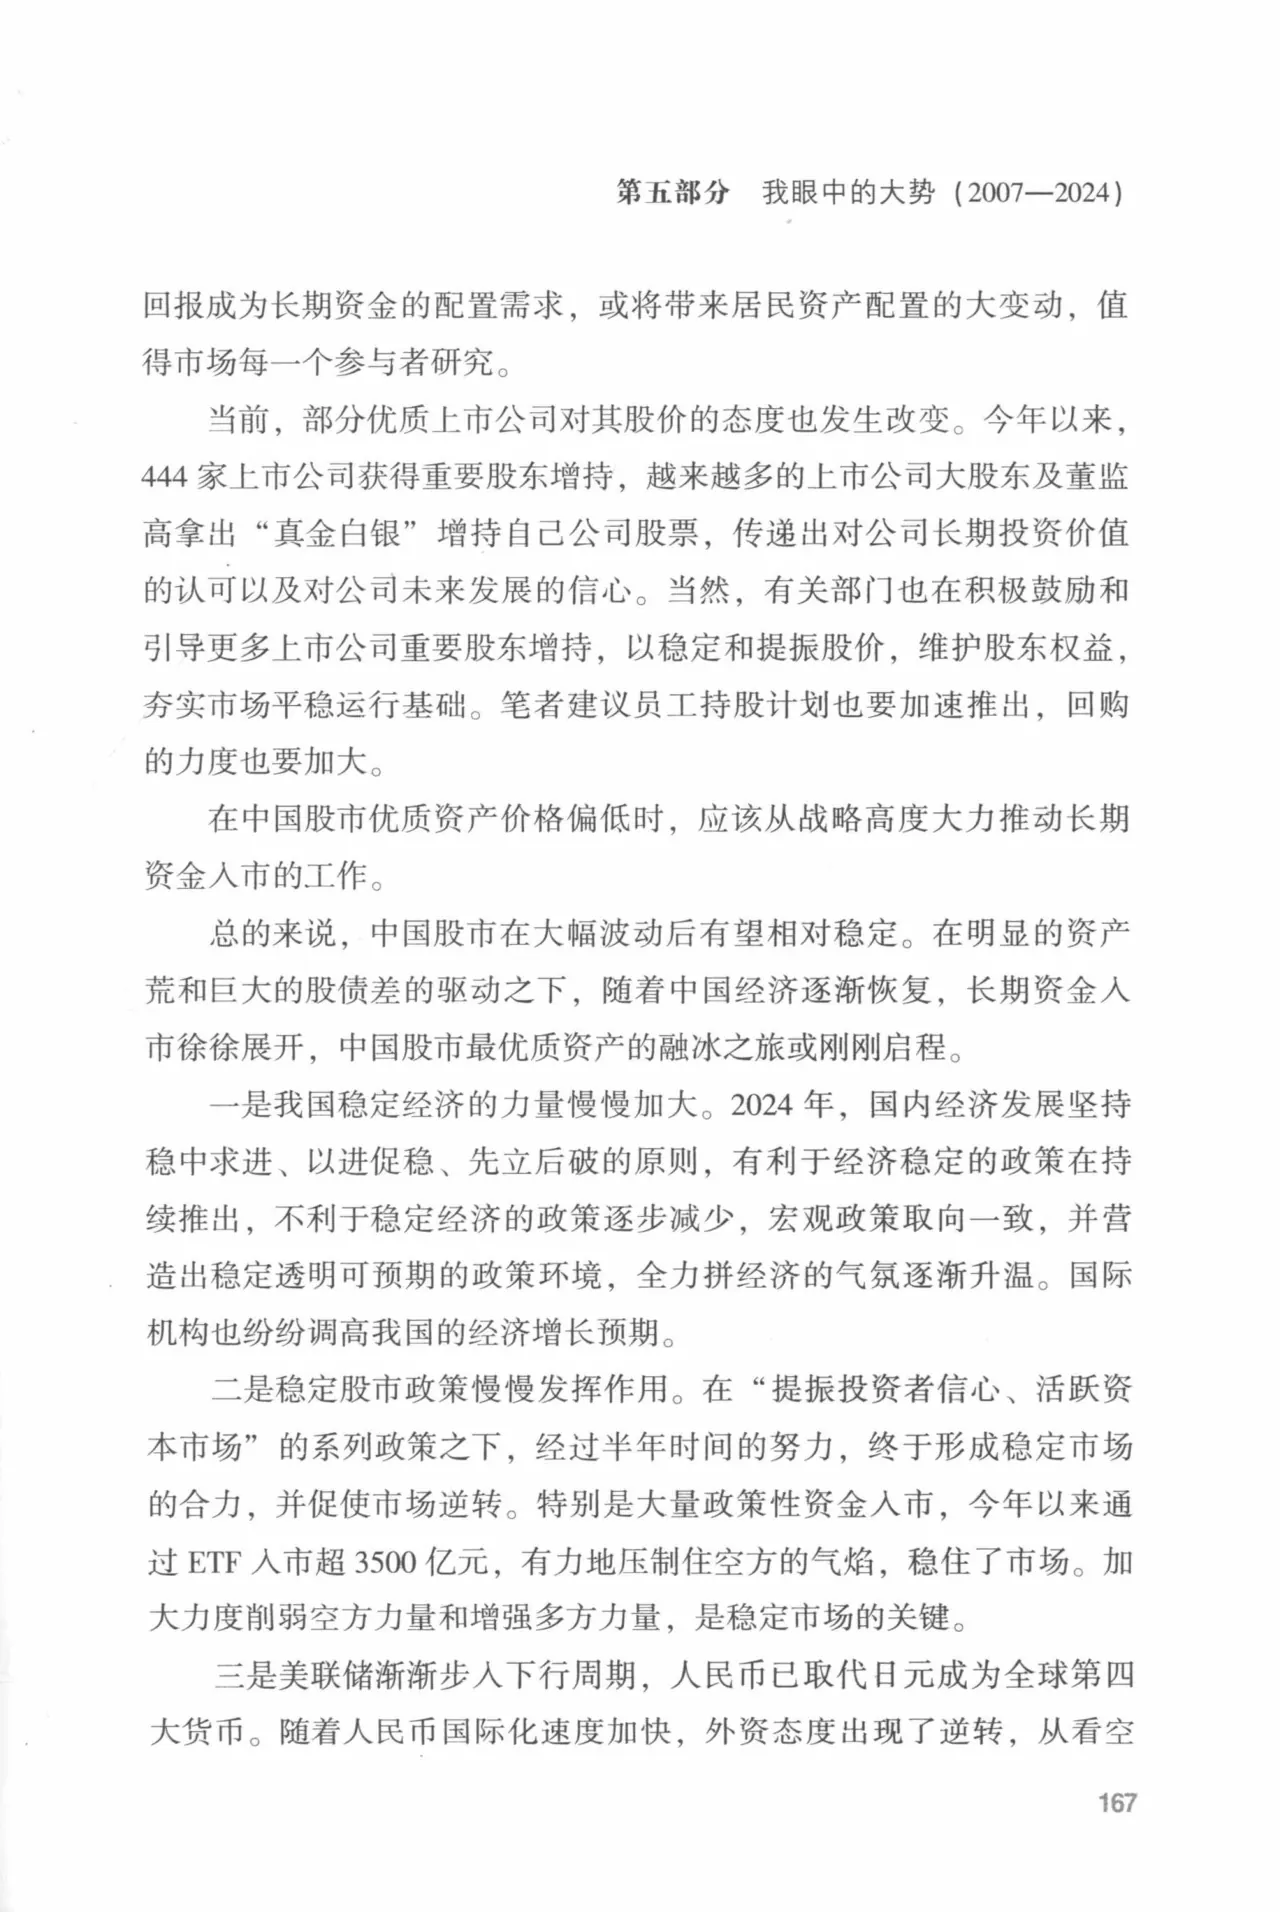 第五部分 我眼中的大势（2007—2024）
回报成为长期资金的配置需求，或将带来居民资产配置的大变动，值
得市场每一个参与者研究。
当前，部分优质上市公司对其股价的态度也发生改变。今年以来，
444 家上市公司获得重要股东增持，越来越多的上市公司大股东及董监
高拿出“真金白银”增持自己公司股票，传递出对公司长期投资价值
的认可以及对公司未来发展的信心。当然，有关部门也在积极鼓励和
引导更多上市公司重要股东增持，以稳定和提振股价，维护股东权益，
夯实市场平稳运行基础。笔者建议员工持股计划也要加速推出，回购
的力度也要加大。
在中国股市优质资产价格偏低时，应该从战略高度大力推动长期
资金入市的工作。
总的来说，中国股市在大幅波动后有望相对稳定。在明显的资产
荒和巨大的股债差的驱动之下，随着中国经济逐渐恢复，长期资金入
市徐徐展开，中国股市最优质资产的融冰之旅或刚刚启程。
一是我国稳定经济的力量慢慢加大。2024 年，国内经济发展坚持
稳中求进、以进促稳、先立后破的原则，有利于经济稳定的政策在持
续推出，不利于稳定经济的政策逐步减少，宏观政策取向一致，并营
造出稳定透明可预期的政策环境，全力拼经济的气氛逐渐升温。国际
机构也纷纷调高我国的经济增长预期。
二是稳定股市政策慢慢发挥作用。在“提振投资者信心、活跃资
本市场”的系列政策之下，经过半年时间的努力，终于形成稳定市场
的合力，并促使市场逆转。特别是大量政策性资金入市，今年以来通
过 ETF 入市超 3500 亿元，有力地压制住空方的气焰，稳住了市场。加
大力度削弱空方力量和增强多方力量，是稳定市场的关键。
三是美联储渐渐步入下行周期，人民币已取代日元成为全球第四
大货币。随着人民币国际化速度加快，外资态度出现了逆转，从看空
167